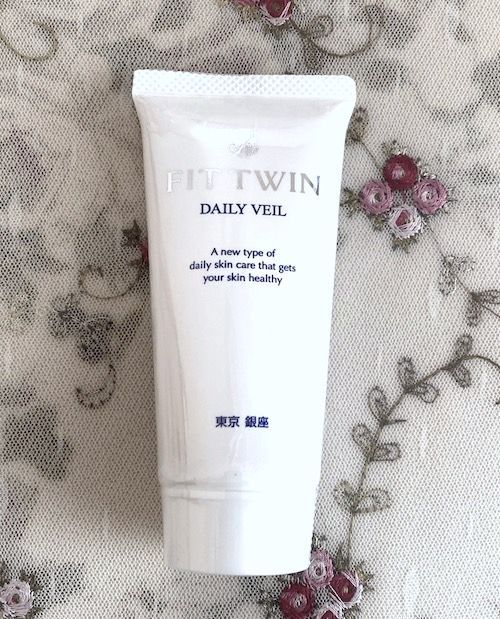 FIT TWIN
DAILY VEIL
A new type of
daily skin care that gets
your skin healthy
東京 銀座